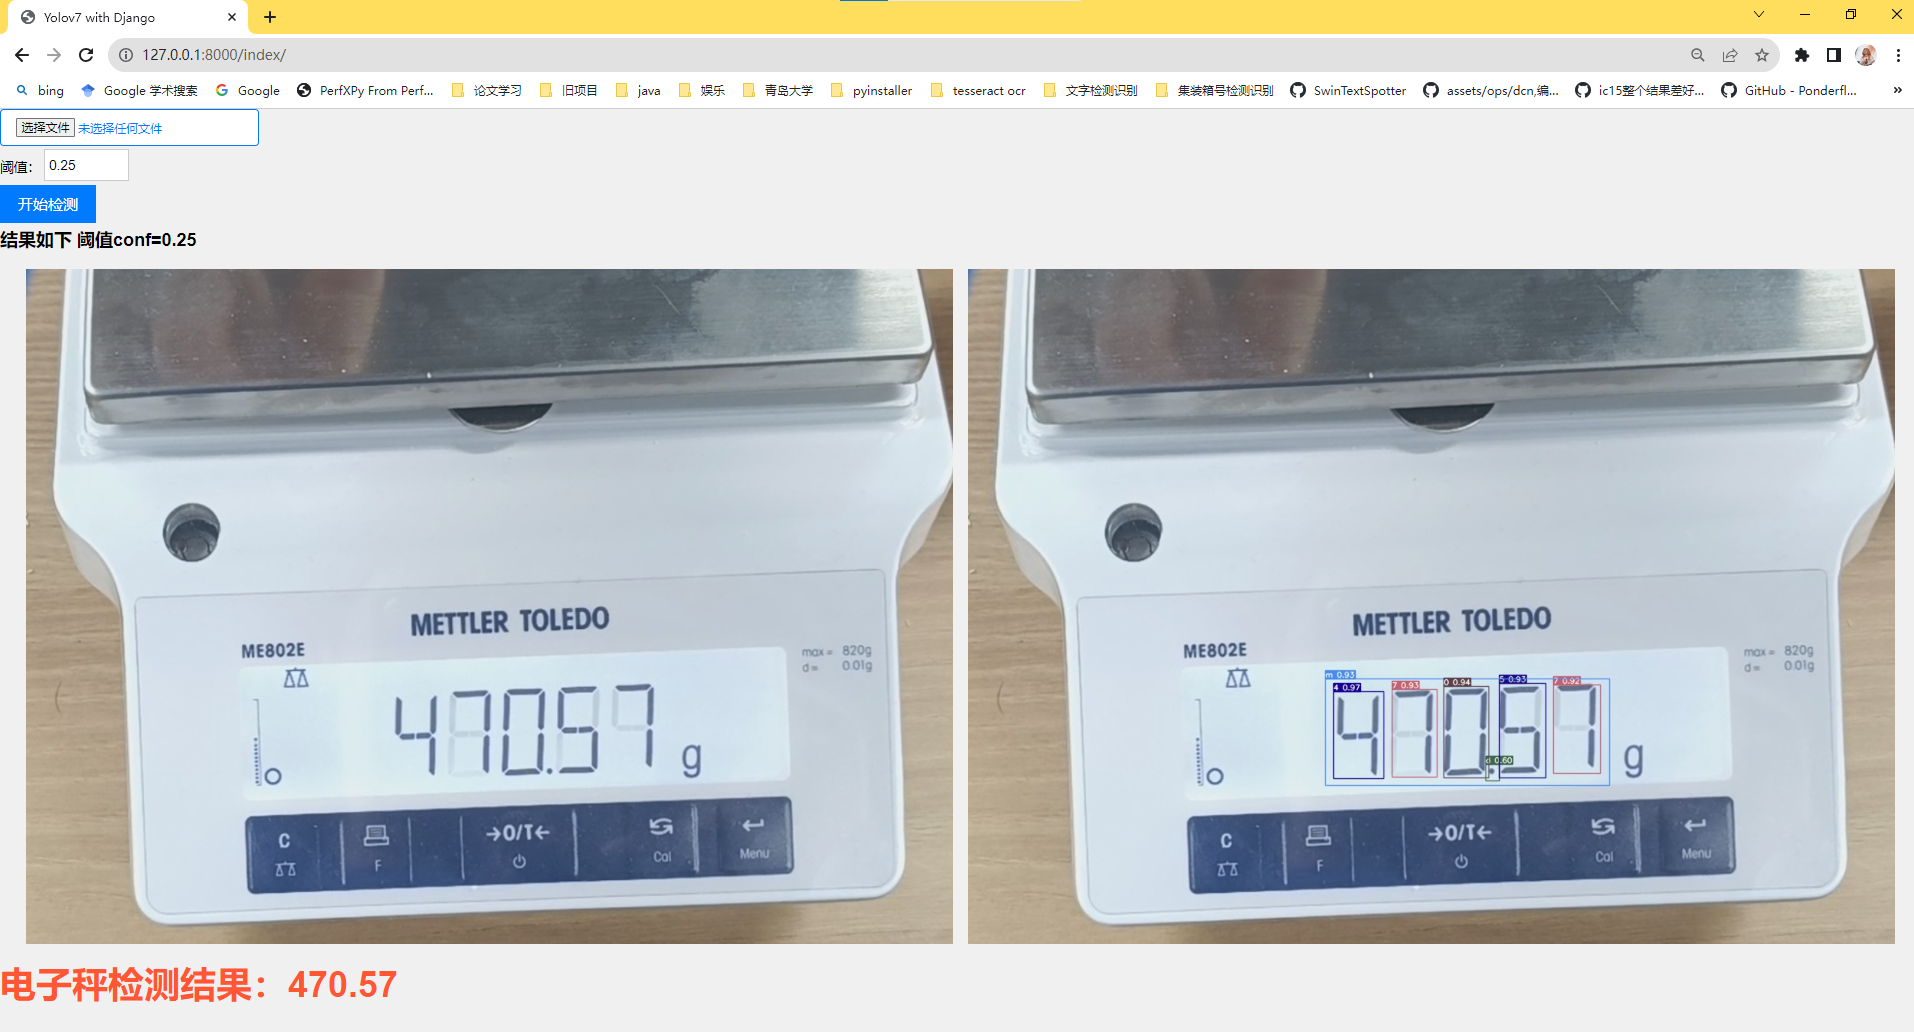 Yolov7 with Django
127.0.0.1:8000/index/
bing Google 学术搜索 Google PerfXPy From Perf... 论文学习 旧项目 java 娱乐 青岛大学 pyinstaller tesseract ocr 文字检测识别 集装箱号检测识别 SwinTextSpotter assets/ops/dcn,编... ic15整个结果差好... GitHub - Ponderfl... »
选择文件 未选择任何文件
阈值: 0.25
开始检测
结果如下 阈值conf=0.25
METTLER TOLEDO
ME802E
max = 820g
d = 0.01g
470.57 g
C →0/T← Cal Menu
F
METTLER TOLEDO
ME802E
max = 820g
d = 0.01g
m 0.93
4 0.97 7 0.93 0 0.94 5 0.93 7 0.92
d 0.60
470.57 g
C →0/T← Cal Menu
F
电子秤检测结果：470.57